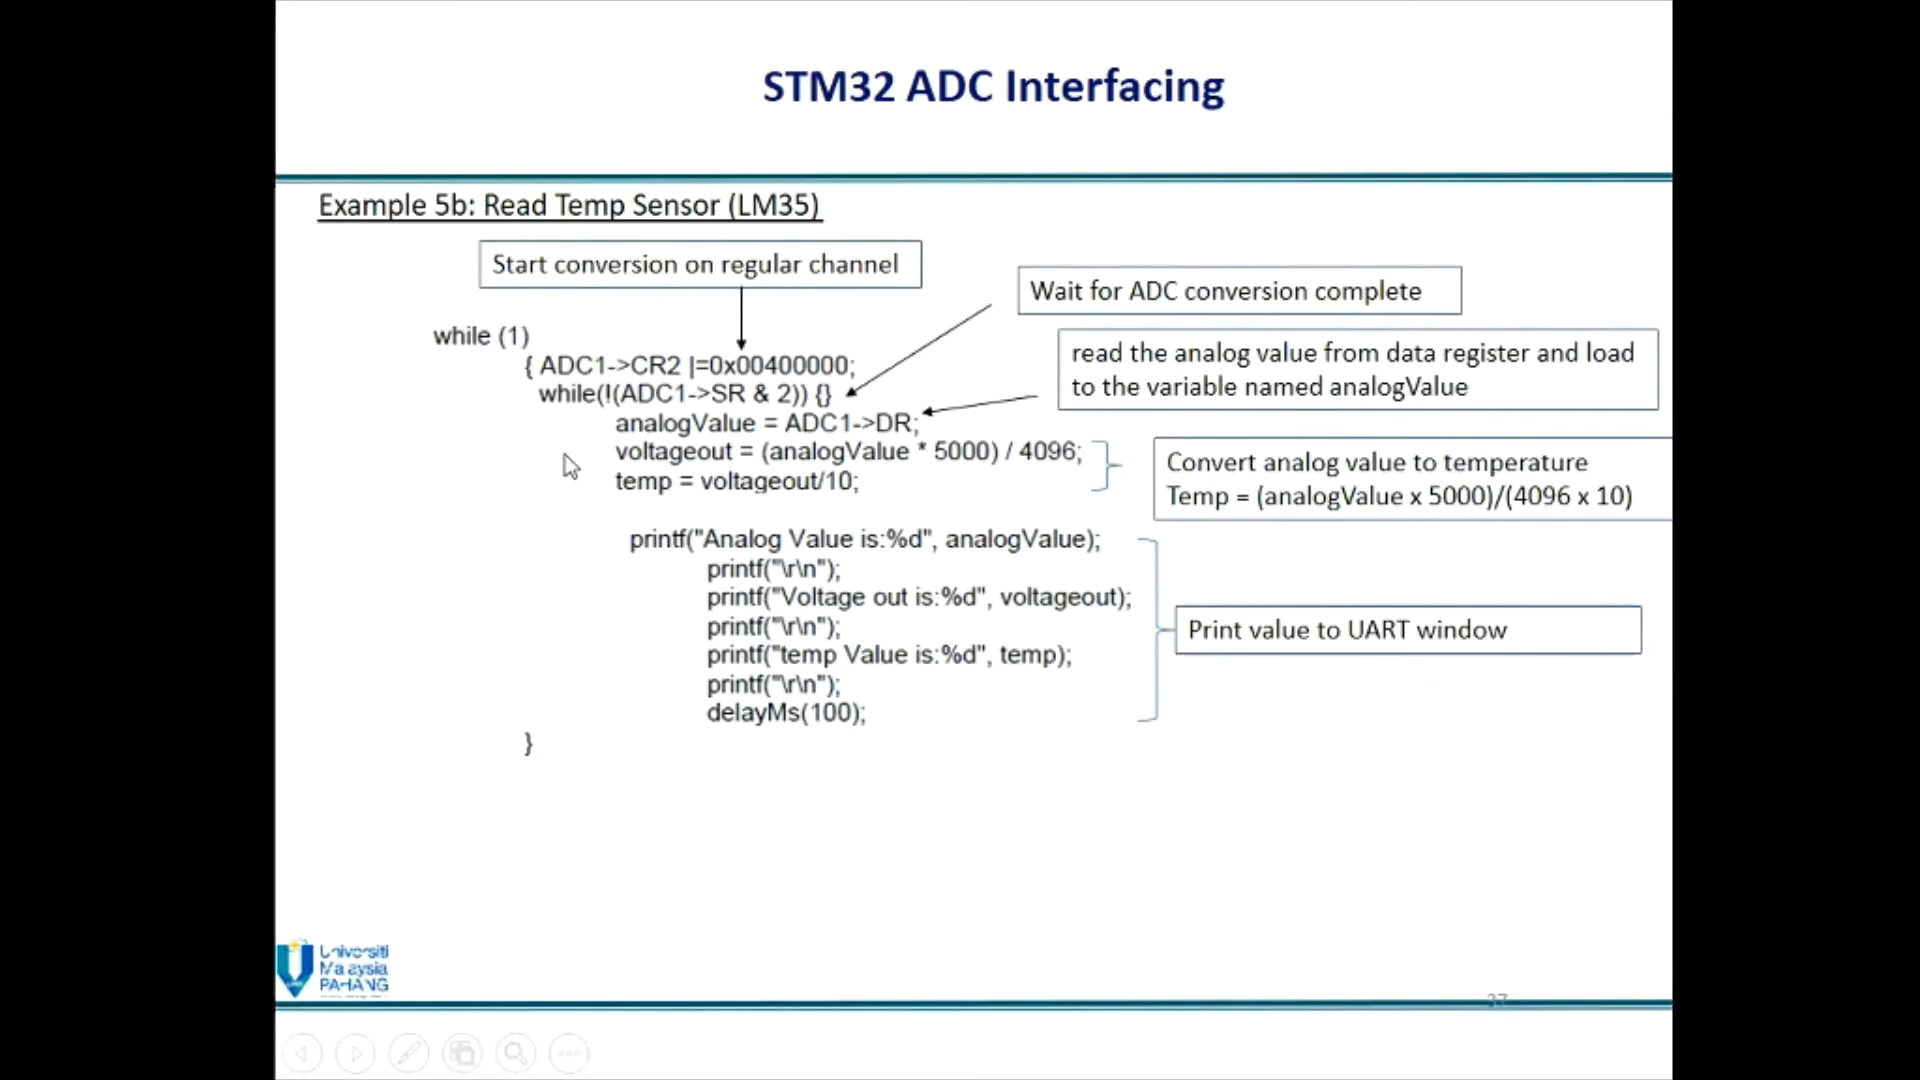 STM32 ADC Interfacing
Example 5b: Read Temp Sensor (LM35)
Start conversion on regular channel
Wait for ADC conversion complete
read the analog value from data register and load
to the variable named analogValue
while (1)
{ ADC1->CR2 |=0x00400000;
while(!(ADC1->SR & 2)) {}
analogValue = ADC1->DR;
voltageout = (analogValue * 5000) / 4096;
temp = voltageout/10;
Convert analog value to temperature
Temp = (analogValue x 5000)/(4096 x 10)
printf("Analog Value is:%d", analogValue);
printf("\r\n");
printf("Voltage out is:%d", voltageout);
printf("\r\n");
printf("temp Value is:%d", temp);
printf("\r\n");
delayMs(100);
}
Print value to UART window
Universiti
Malaysia
PAHANG
37